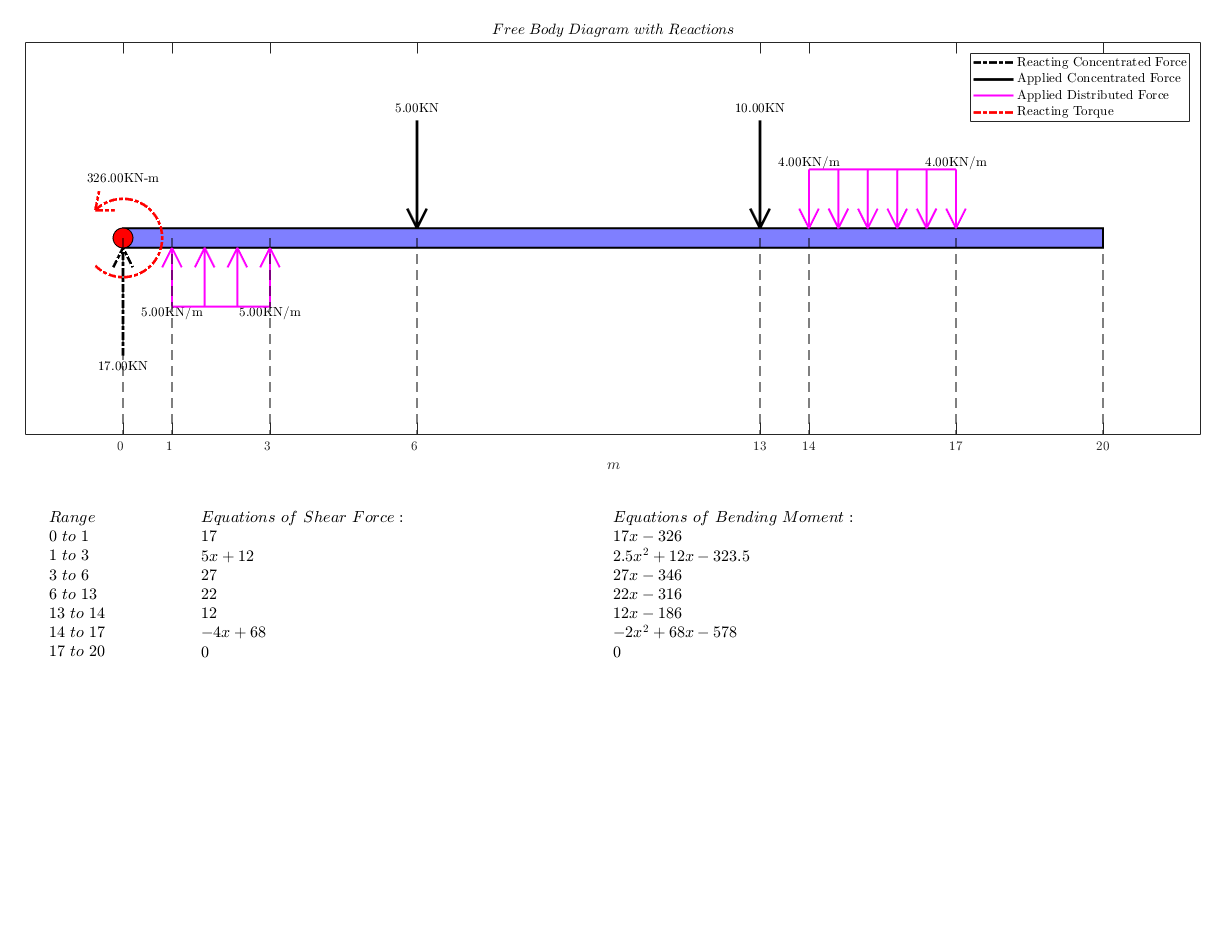 Free Body Diagram with Reactions
Reacting Concentrated Force
Applied Concentrated Force
Applied Distributed Force
Reacting Torque
5.00KN 10.00KN
4.00KN/m 4.00KN/m
326.00KN-m
5.00KN/m 5.00KN/m
17.00KN
0 1 3 6 13 14 17 20
m
Range Equations of Shear Force : Equations of Bending Moment :
0 to 1 17 17x − 326
1 to 3 5x + 12 2.5x² + 12x − 323.5
3 to 6 27 27x − 346
6 to 13 22 22x − 316
13 to 14 12 12x − 186
14 to 17 −4x + 68 −2x² + 68x − 578
17 to 20 0 0